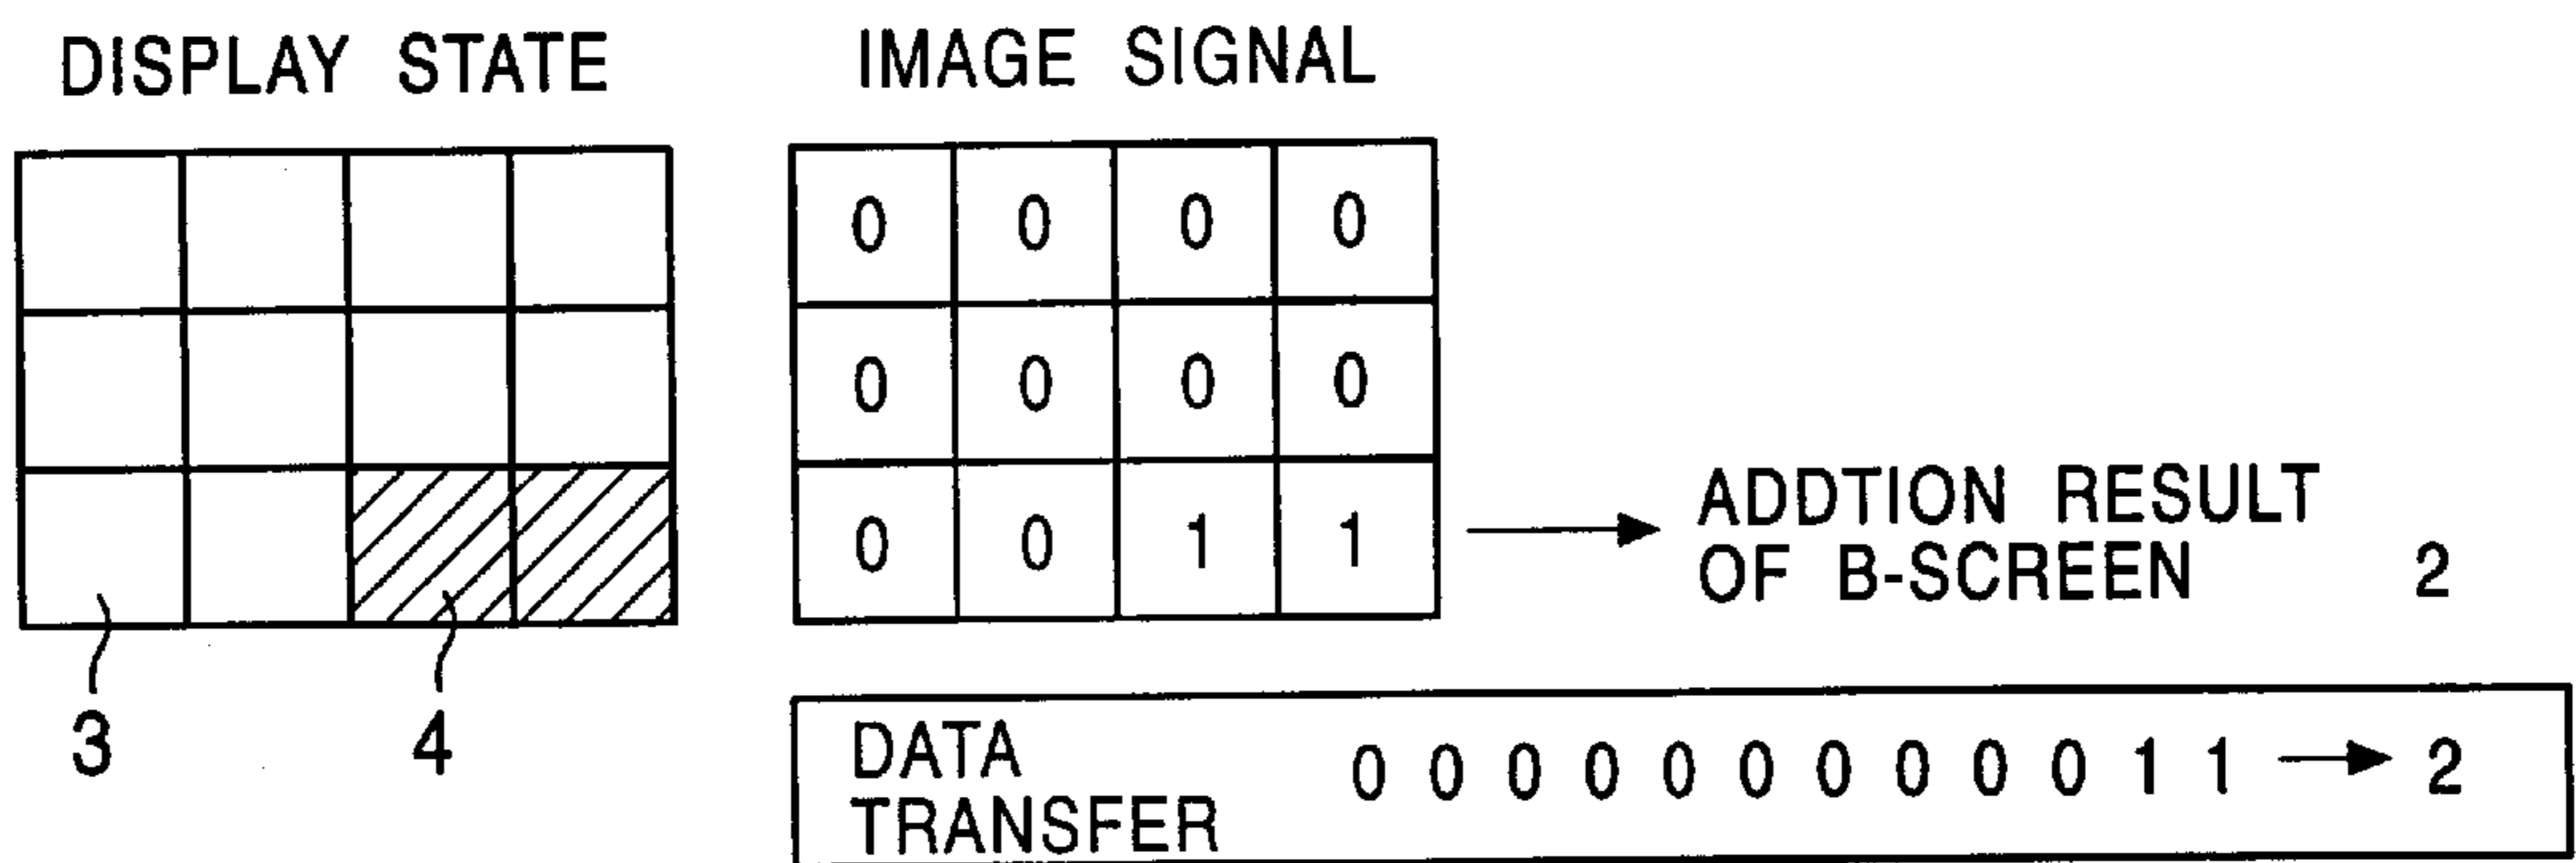 DISPLAY STATE
IMAGE SIGNAL
0 0 0 0
0 0 0 0
0 0 1 1
ADDTION RESULT
OF B-SCREEN 2
3 4
DATA
TRANSFER
0 0 0 0 0 0 0 0 0 0 1 1 → 2